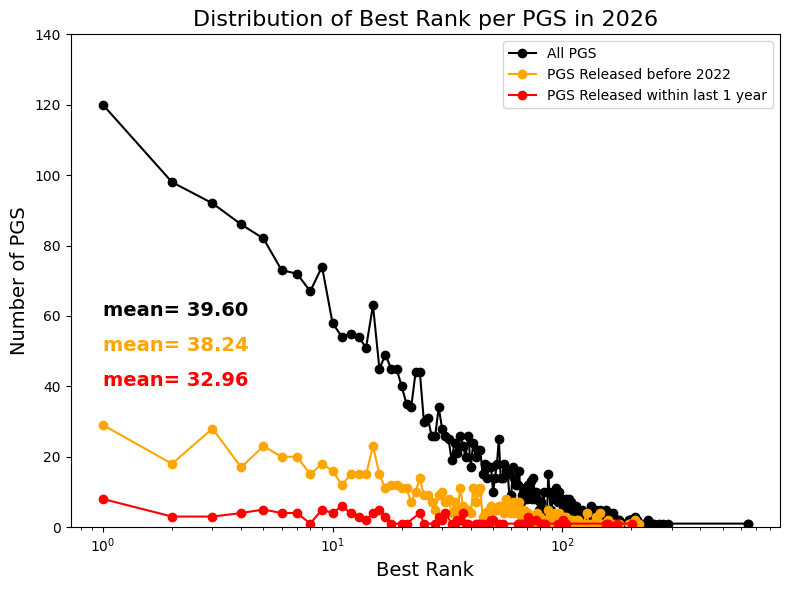 Distribution of Best Rank per PGS in 2026
140
120
100
80
60
40
20
0
Number of PGS
All PGS
PGS Released before 2022
PGS Released within last 1 year
mean= 39.60
mean= 38.24
mean= 32.96
10⁰ 10¹ 10²
Best Rank